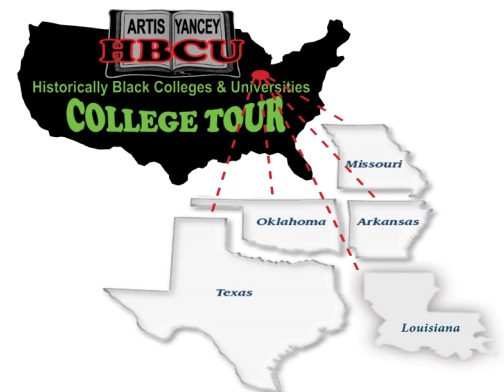 ARTIS YANCEY
HBCU
Historically Black Colleges & Universities
COLLEGE TOUR
Missouri
Oklahoma
Arkansas
Texas
Louisiana